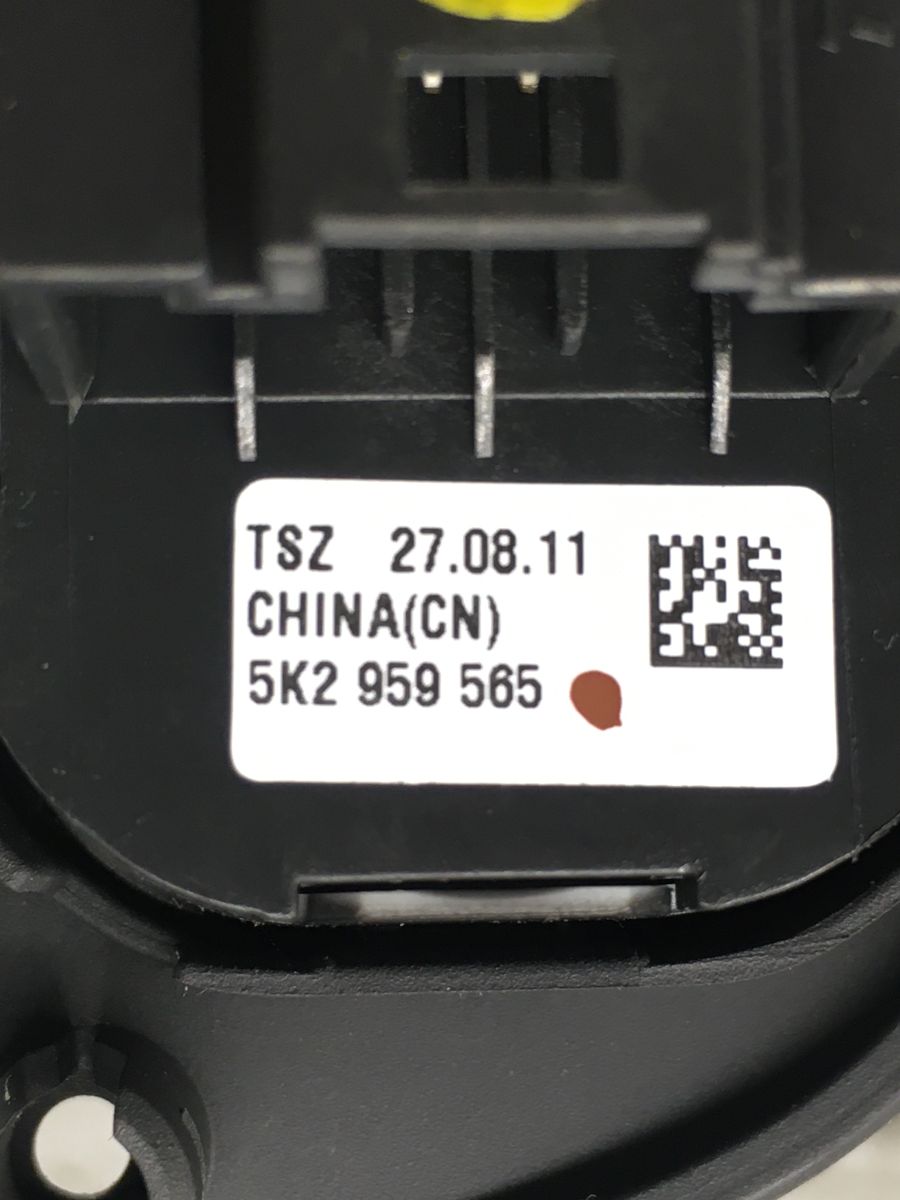 TSZ 27.08.11
CHINA(CN)
5K2 959 565